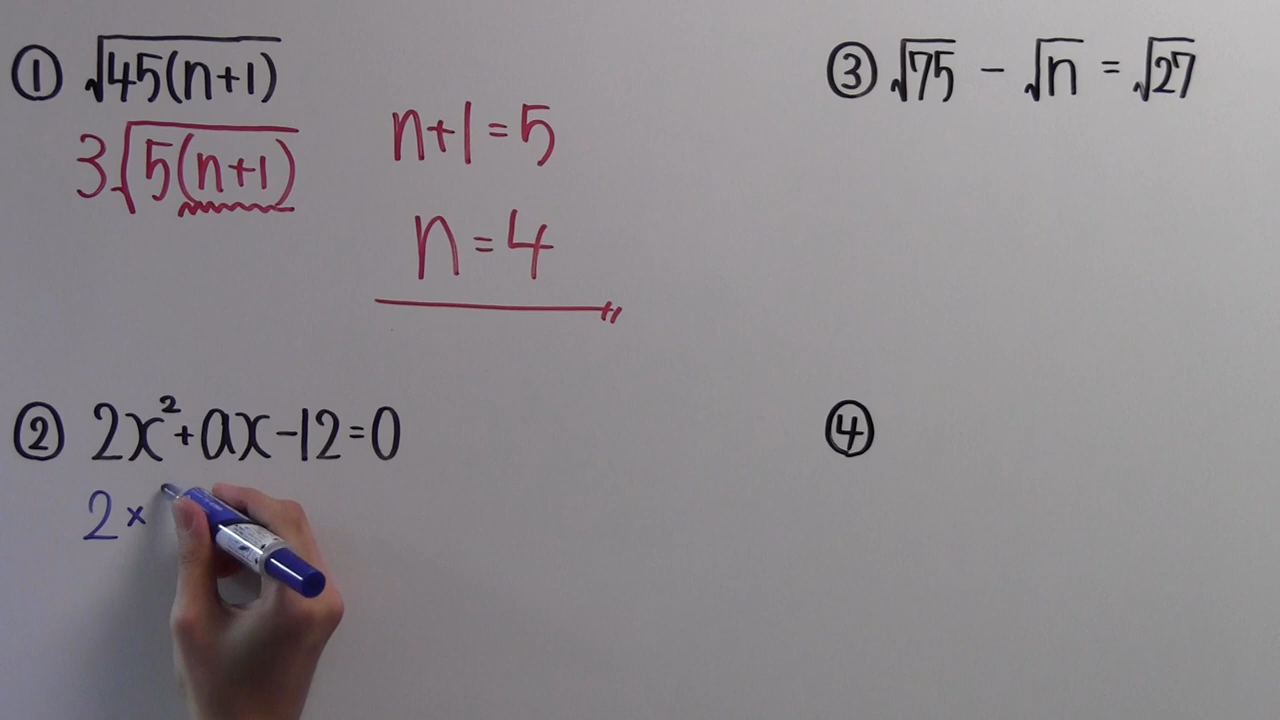 ① √45(n+1)
3√5(n+1)
n+1=5
n=4
② 2x²+ax-12=0
2×
③ √75 - √n = √27
④